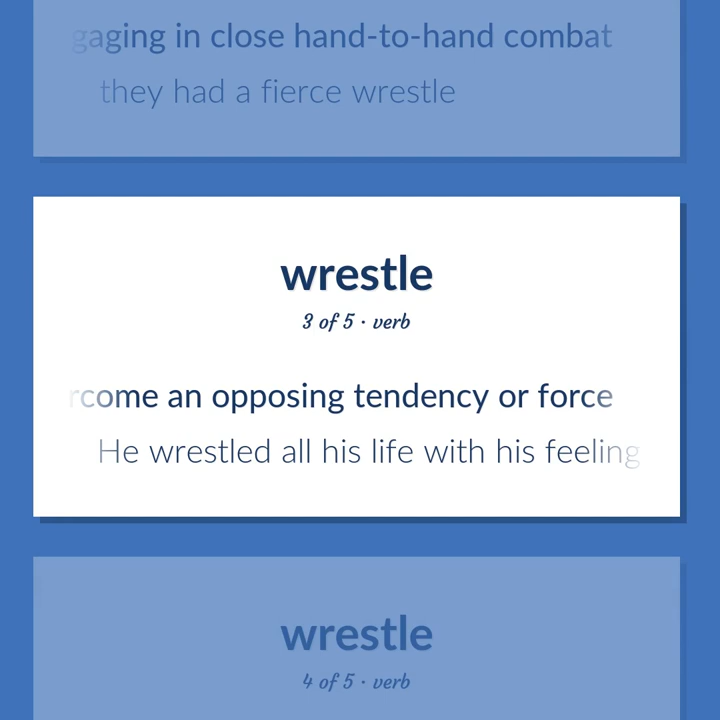 gaging in close hand-to-hand combat
they had a fierce wrestle
wrestle
3 of 5 · verb
rcome an opposing tendency or force
He wrestled all his life with his feeling
wrestle
4 of 5 · verb